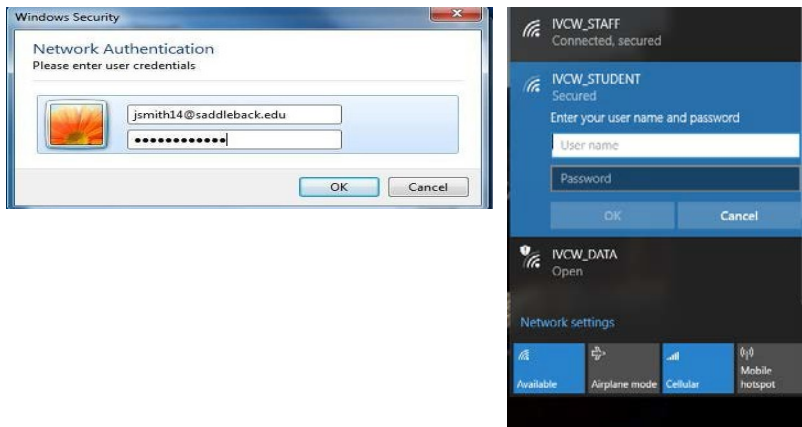 Windows Security
Network Authentication
Please enter user credentials
jsmith14@saddleback.edu
••••••••••••
OK
Cancel
IVCW_STAFF
Connected, secured
IVCW_STUDENT
Secured
Enter your user name and password
User name
Password
OK
Cancel
IVCW_DATA
Open
Network settings
Available
Airplane mode
Cellular
Mobile
hotspot